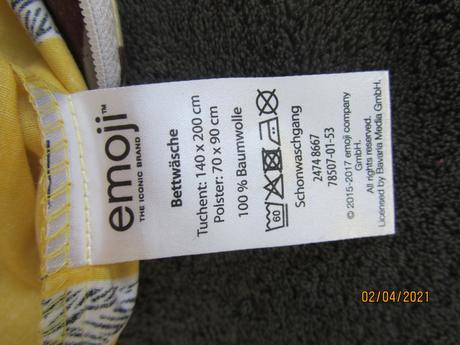 emoji™
THE ICONIC BRAND
Bettwäsche
Tuchent: 140 x 200 cm
Polster: 70 x 90 cm
100 % Baumwolle
60
Schonwaschgang
2474 8667
78507-01-53
© 2015-2017 emoji company
GmbH.
All rights reserved.
Licensed by Bavaria Media GmbH.
02/04/2021